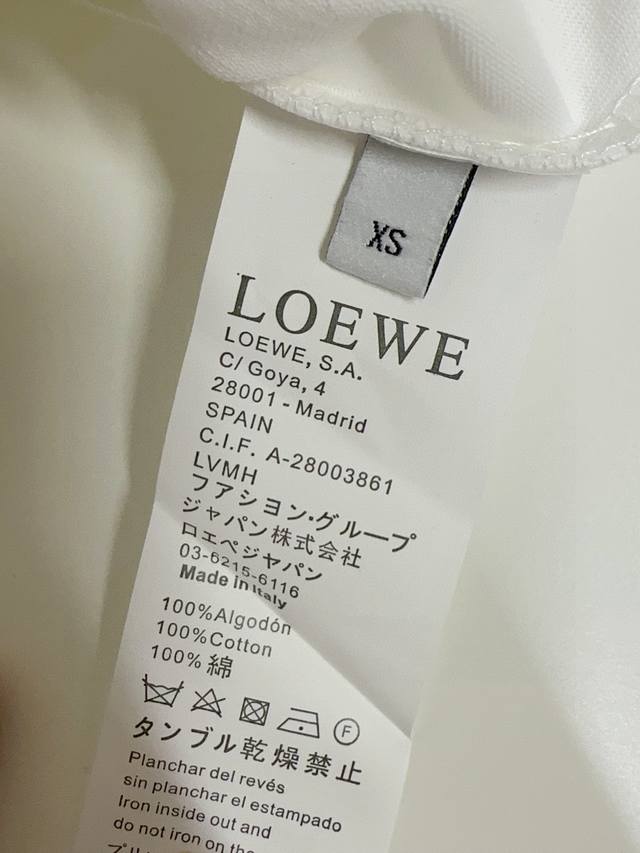 XS
LOEWE
LOEWE, S.A.
C/ Goya, 4
28001 - Madrid
SPAIN
C.I.F. A-28003861
LVMH
ファション・グループ
ジャパン株式会社
ロエベジャパン
03-6215-6116
Made in Italy
100%Algodón
100%Cotton
100% 綿
F
タンブル乾燥禁止
Planchar del revés
sin planchar el estampado
Iron inside out and
do not iron on the